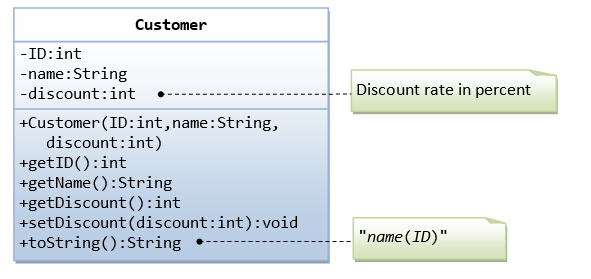 Customer
-ID:int
-name:String
-discount:int
Discount rate in percent
+Customer(ID:int,name:String,
discount:int)
+getID():int
+getName():String
+getDiscount():int
+setDiscount(discount:int):void
+toString():String
"name(ID)"